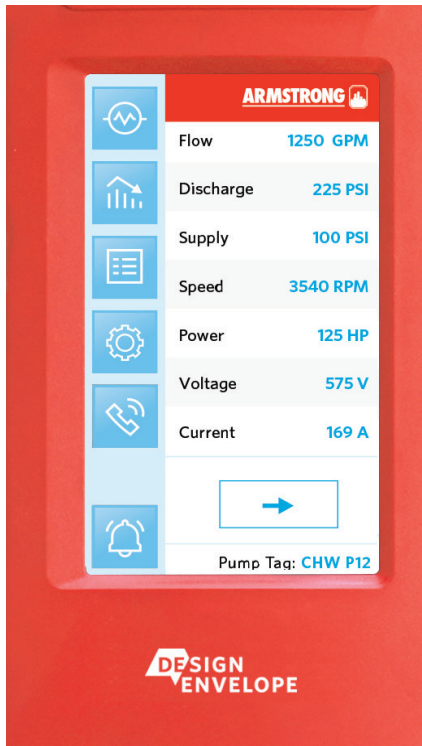 ARMSTRONG
Flow 1250 GPM
Discharge 225 PSI
Supply 100 PSI
Speed 3540 RPM
Power 125 HP
Voltage 575 V
Current 169 A
Pump Tag: CHW P12
DESIGN
ENVELOPE